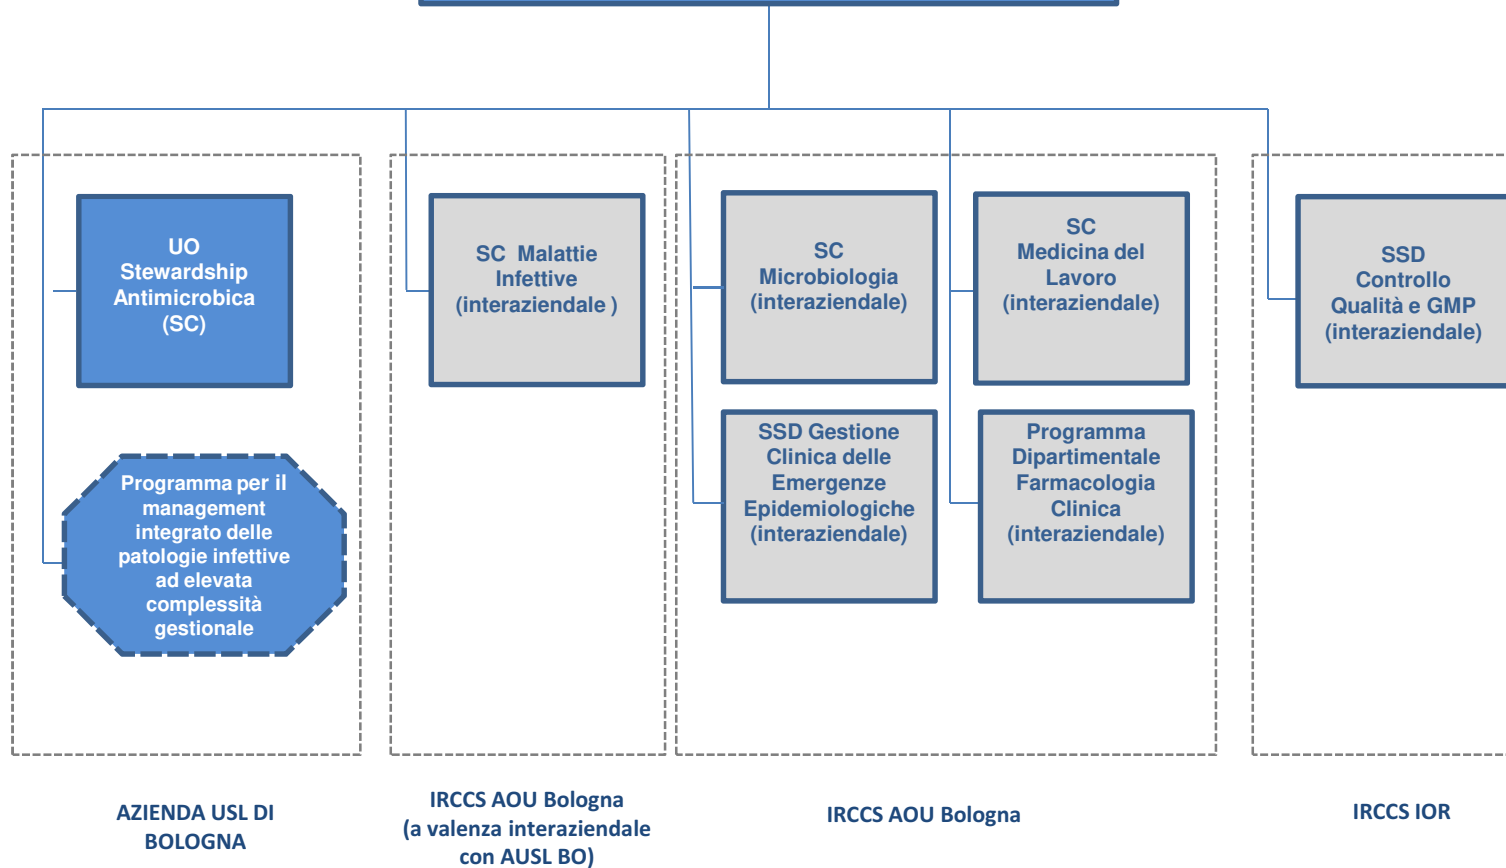 UO
Stewardship
Antimicrobica
(SC)
Programma per il
management
integrato delle
patologie infettive
ad elevata
complessità
gestionale
AZIENDA USL DI
BOLOGNA
SC Malattie
Infettive
(interaziendale )
IRCCS AOU Bologna
(a valenza interaziendale
con AUSL BO)
SC
Microbiologia
(interaziendale)
SC
Medicina del
Lavoro
(interaziendale)
SSD Gestione
Clinica delle
Emergenze
Epidemiologiche
(interaziendale)
Programma
Dipartimentale
Farmacologia
Clinica
(interaziendale)
IRCCS AOU Bologna
SSD
Controllo
Qualità e GMP
(interaziendale)
IRCCS IOR